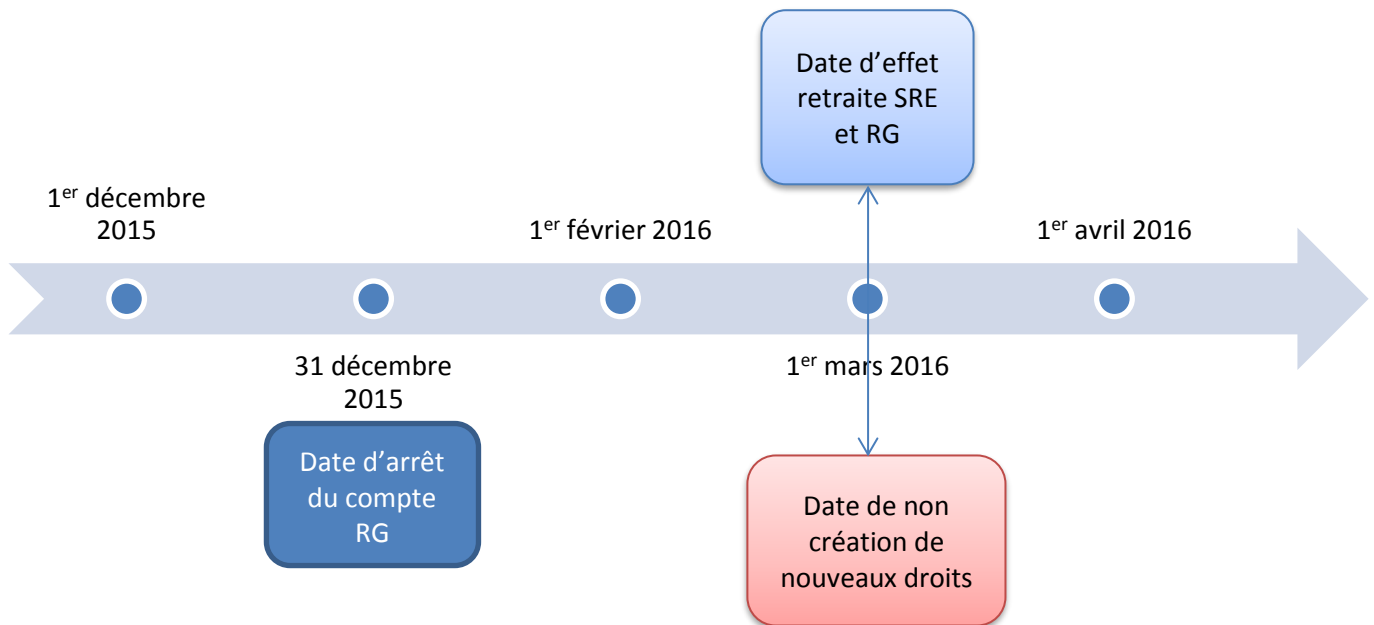 Date d’effet
retraite SRE
et RG
1er décembre
2015
1er février 2016
1er avril 2016
31 décembre
2015
1er mars 2016
Date d’arrêt
du compte
RG
Date de non
création de
nouveaux droits